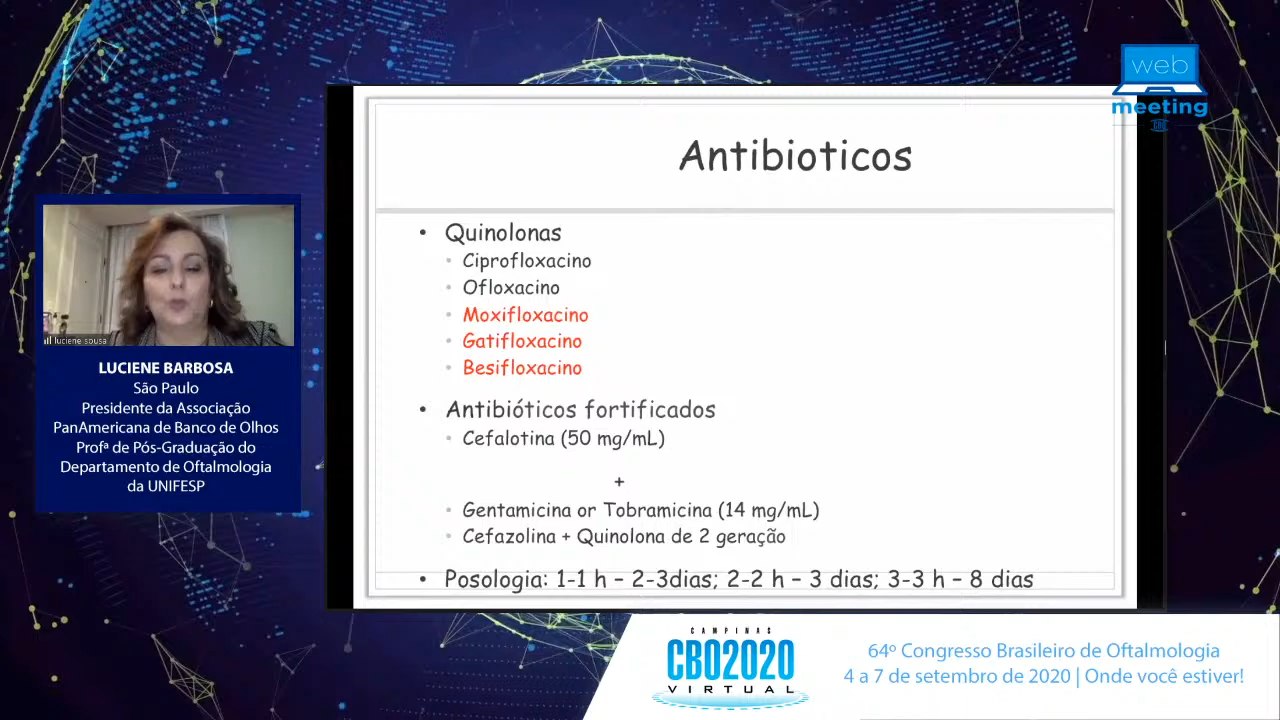 web
meeting
Antibioticos
• Quinolonas
• Ciprofloxacino
• Ofloxacino
• Moxifloxacino
• Gatifloxacino
• Besifloxacino
• Antibióticos fortificados
• Cefalotina (50 mg/mL)
+
• Gentamicina or Tobramicina (14 mg/mL)
• Cefazolina + Quinolona de 2 geração
• Posologia: 1-1 h – 2-3dias; 2-2 h – 3 dias; 3-3 h – 8 dias
luciene sousa
LUCIENE BARBOSA
São Paulo
Presidente da Associação
PanAmericana de Banco de Olhos
Profª de Pós-Graduação do
Departamento de Oftalmologia
da UNIFESP
CAMPINAS
CBO2020
VIRTUAL
64º Congresso Brasileiro de Oftalmologia
4 a 7 de setembro de 2020 | Onde você estiver!